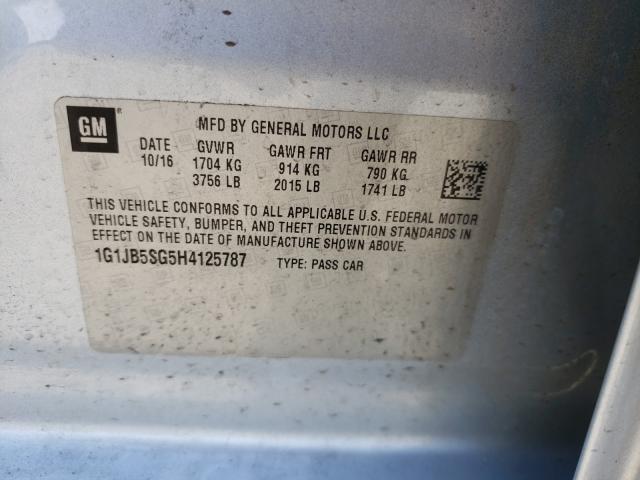 GM ®
MFD BY GENERAL MOTORS LLC
DATE GVWR GAWR FRT GAWR RR
10/16 1704 KG 914 KG 790 KG
3756 LB 2015 LB 1741 LB
THIS VEHICLE CONFORMS TO ALL APPLICABLE U.S. FEDERAL MOTOR
VEHICLE SAFETY, BUMPER, AND THEFT PREVENTION STANDARDS IN
EFFECT ON THE DATE OF MANUFACTURE SHOWN ABOVE.
1G1JB5SG5H4125787 TYPE: PASS CAR